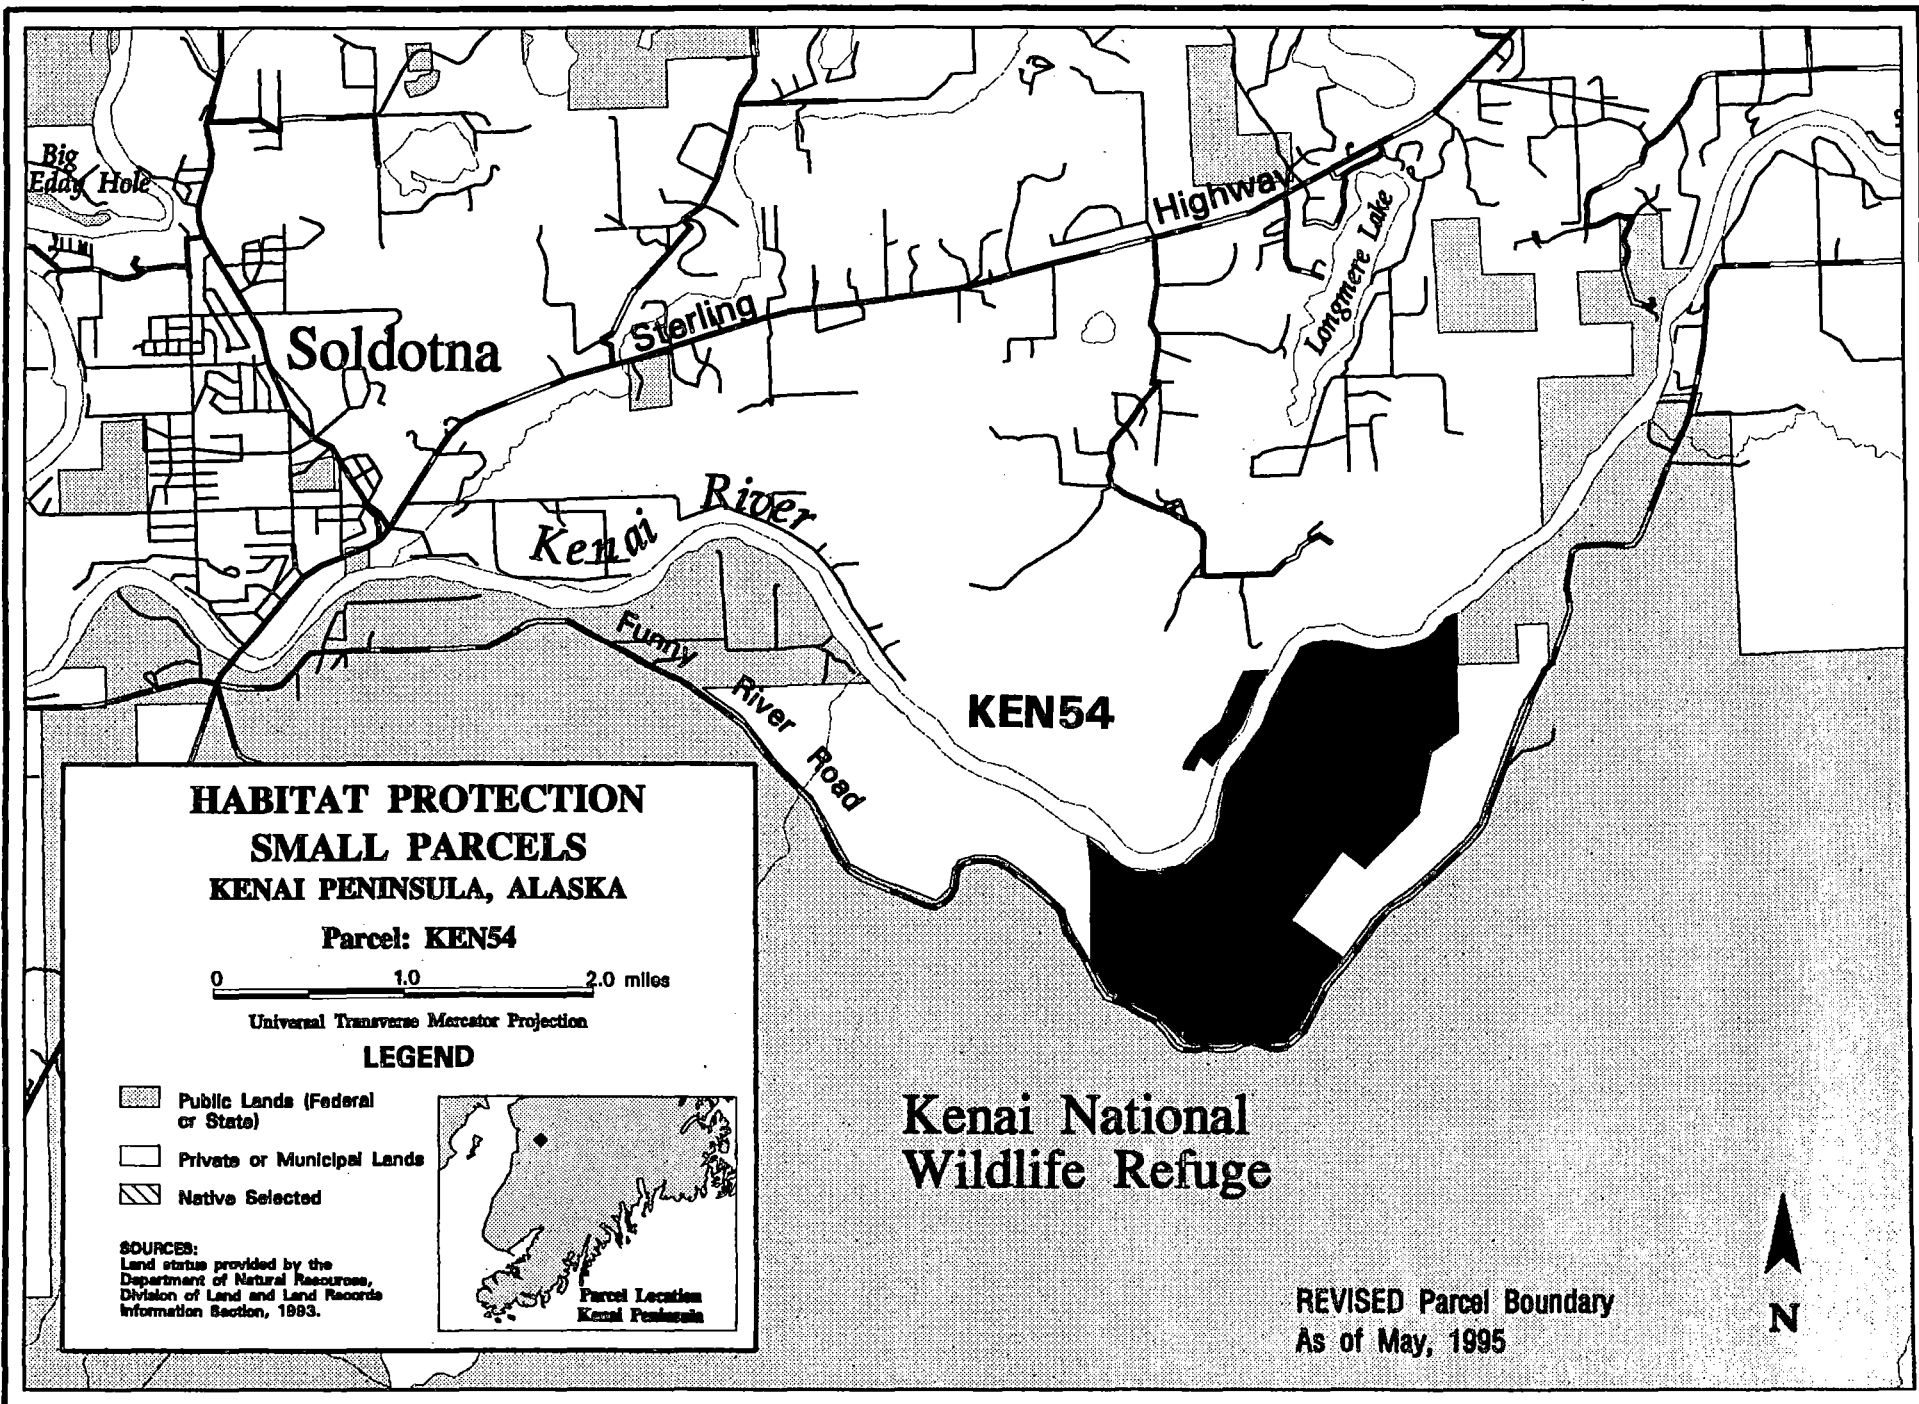 Big
Eddy Hole
Soldotna
Sterling
Highway
Longmere Lake
Kenai River
Funny River Road
KEN54
HABITAT PROTECTION
SMALL PARCELS
KENAI PENINSULA, ALASKA
Parcel: KEN54
0 1.0 2.0 miles
Universal Transverse Mercator Projection
LEGEND
Public Lands (Federal
or State)
Private or Municipal Lands
Native Selected
SOURCES:
Land status provided by the
Department of Natural Resources,
Division of Land and Land Records
Information Section, 1993.
Parcel Location
Kenai Peninsula
Kenai National
Wildlife Refuge
REVISED Parcel Boundary
As of May, 1995
N